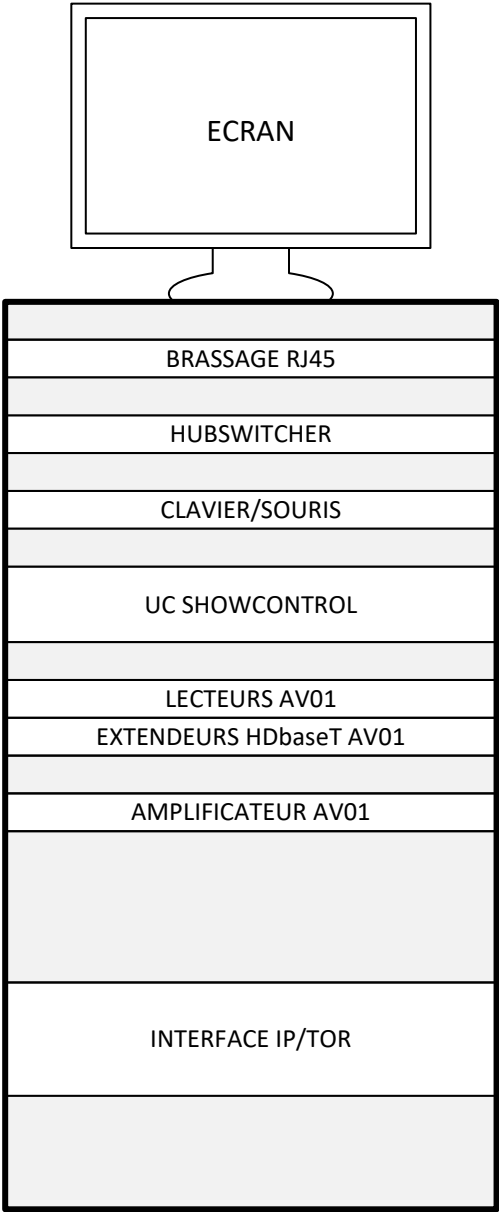 ECRAN
BRASSAGE RJ45
HUBSWITCHER
CLAVIER/SOURIS
UC SHOWCONTROL
LECTEURS AV01
EXTENDEURS HDbaseT AV01
AMPLIFICATEUR AV01
INTERFACE IP/TOR